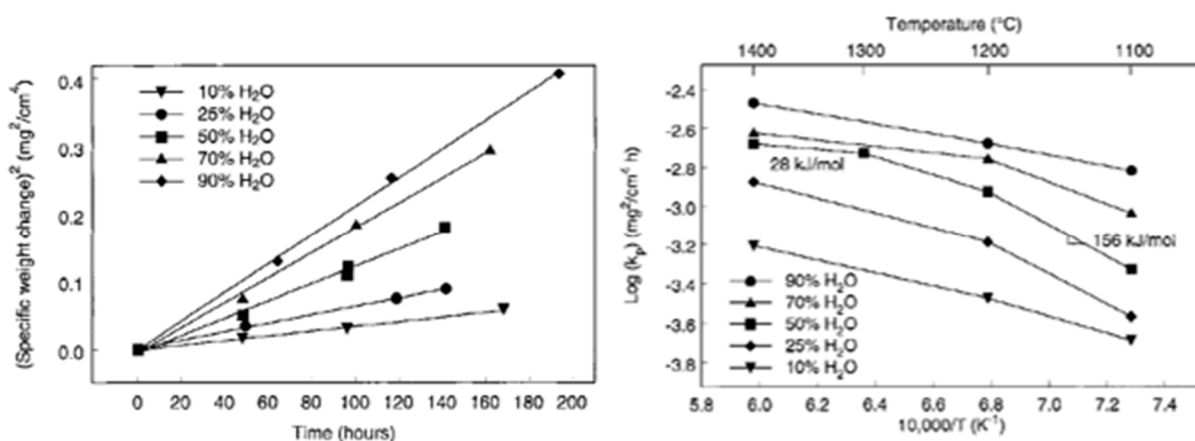 (Specific weight change)² (mg²/cm⁴)
0.4
0.3
0.2
0.1
0.0
10% H₂O
25% H₂O
50% H₂O
70% H₂O
90% H₂O
0 20 40 60 80 100 120 140 160 180 200
Time (hours)
Temperature (°C)
1400 1300 1200 1100
Log (kₚ) (mg²/cm⁴ h)
-2.4
-2.6
-2.8
-3.0
-3.2
-3.4
-3.6
-3.8
28 kJ/mol
156 kJ/mol
90% H₂O
70% H₂O
50% H₂O
25% H₂O
10% H₂O
5.8 6.0 6.2 6.4 6.6 6.8 7.0 7.2 7.4
10,000/T (K⁻¹)